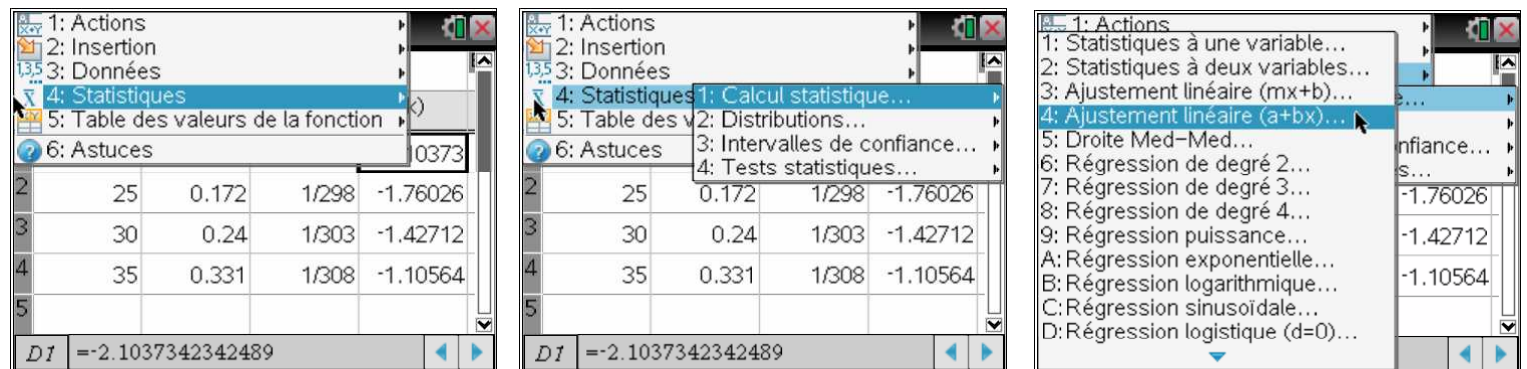 1: Actions
2: Insertion
3: Données
4: Statistiques
5: Table des valeurs de la fonction
6: Astuces
k)
10373
2 25 0.172 1/298 -1.76026
3 30 0.24 1/303 -1.42712
4 35 0.331 1/308 -1.10564
5
D1 =-2.1037342342489
1: Actions
2: Insertion
3: Données
4: Statistiques
5: Table des v
6: Astuces
1: Calcul statistique...
2: Distributions...
3: Intervalles de confiance...
4: Tests statistiques...
2 25 0.172 1/298 -1.76026
3 30 0.24 1/303 -1.42712
4 35 0.331 1/308 -1.10564
5
D1 =-2.1037342342489
1: Actions
1: Statistiques à une variable...
2: Statistiques à deux variables...
3: Ajustement linéaire (mx+b)...
4: Ajustement linéaire (a+bx)...
5: Droite Med-Med...
6: Régression de degré 2...
7: Régression de degré 3...
8: Régression de degré 4...
9: Régression puissance...
A: Régression exponentielle...
B: Régression logarithmique...
C: Régression sinusoïdale...
D: Régression logistique (d=0)...
nfiance...
s...
-1.76026
-1.42712
-1.10564